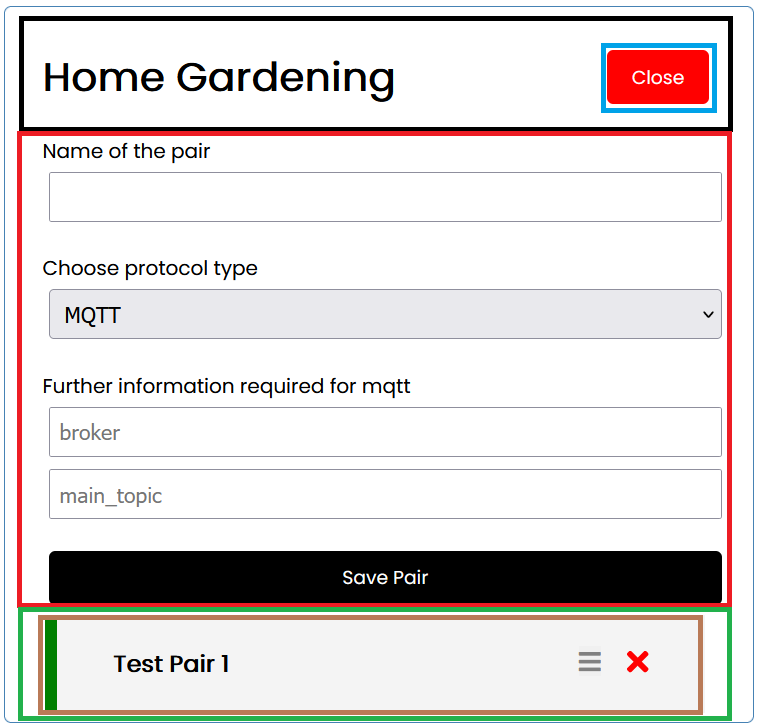 Home Gardening
Close
Name of the pair
Choose protocol type
MQTT
Further information required for mqtt
broker
main_topic
Save Pair
Test Pair 1